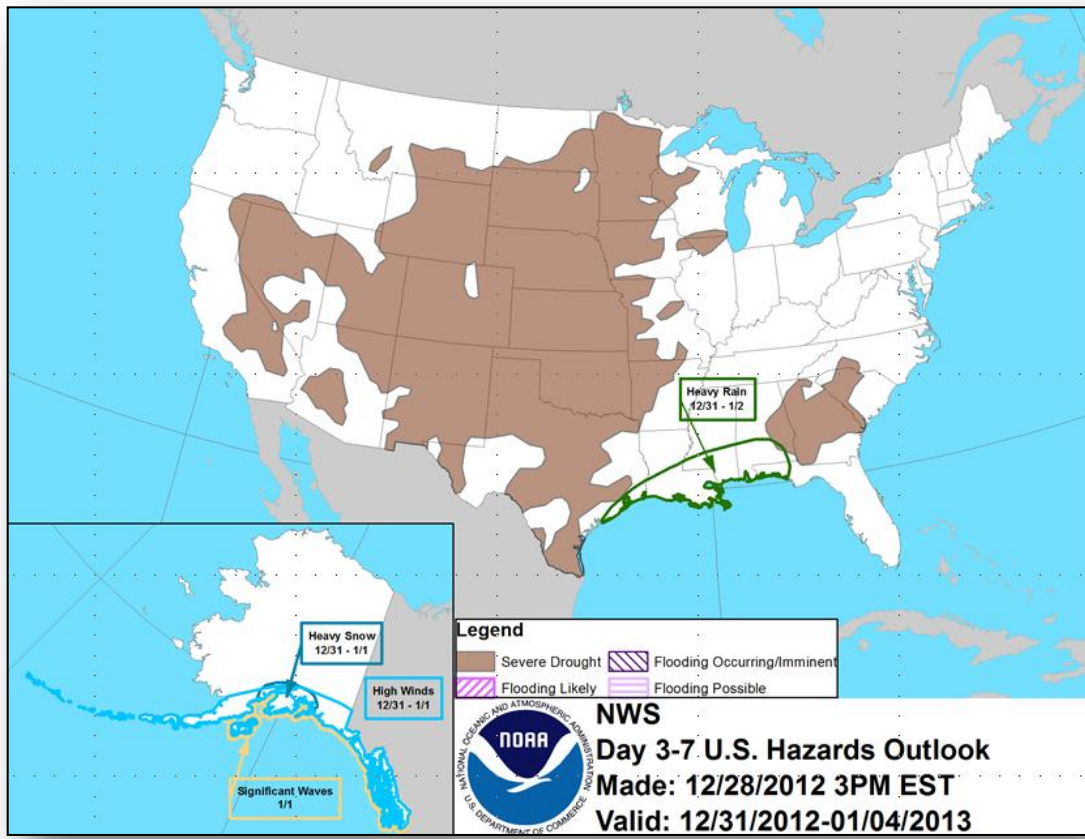 Heavy Rain
12/31 - 1/2
Heavy Snow
12/31 - 1/1
High Winds
12/31 - 1/1
Significant Waves
1/1
Legend
Severe Drought
Flooding Occurring/Imminent
Flooding Likely
Flooding Possible
NATIONAL OCEANIC AND ATMOSPHERIC ADMINISTRATION
NOAA
U.S. DEPARTMENT OF COMMERCE
NWS
Day 3-7 U.S. Hazards Outlook
Made: 12/28/2012 3PM EST
Valid: 12/31/2012-01/04/2013